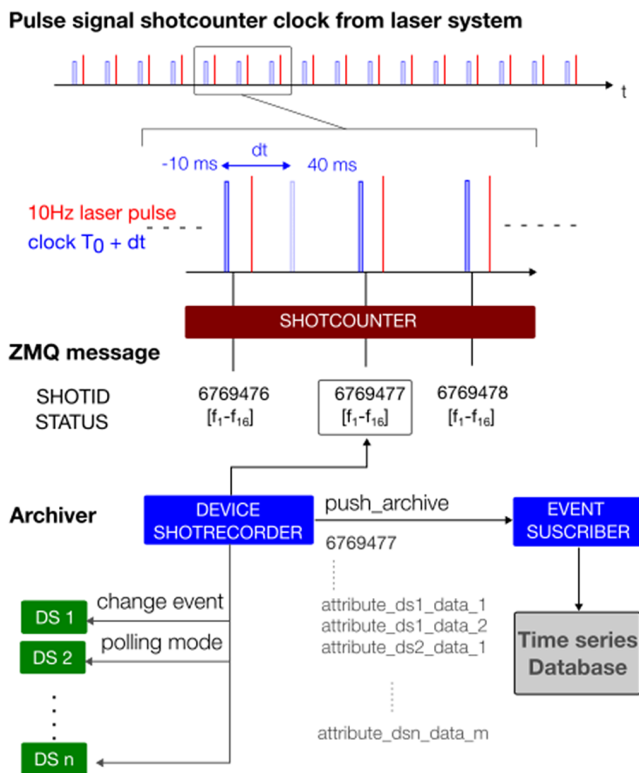 Pulse signal shotcounter clock from laser system
t
dt
-10 ms
40 ms
10Hz laser pulse
clock T0 + dt
SHOTCOUNTER
ZMQ message
SHOTID
STATUS
6769476
[f1-f16]
6769477
[f1-f16]
6769478
[f1-f16]
Archiver
DEVICE
SHOTRECORDER
push_archive
EVENT
SUSCRIBER
6769477
change event
DS 1
polling mode
DS 2
DS n
attribute_ds1_data_1
attribute_ds1_data_2
attribute_ds2_data_1
attribute_dsn_data_m
Time series
Database